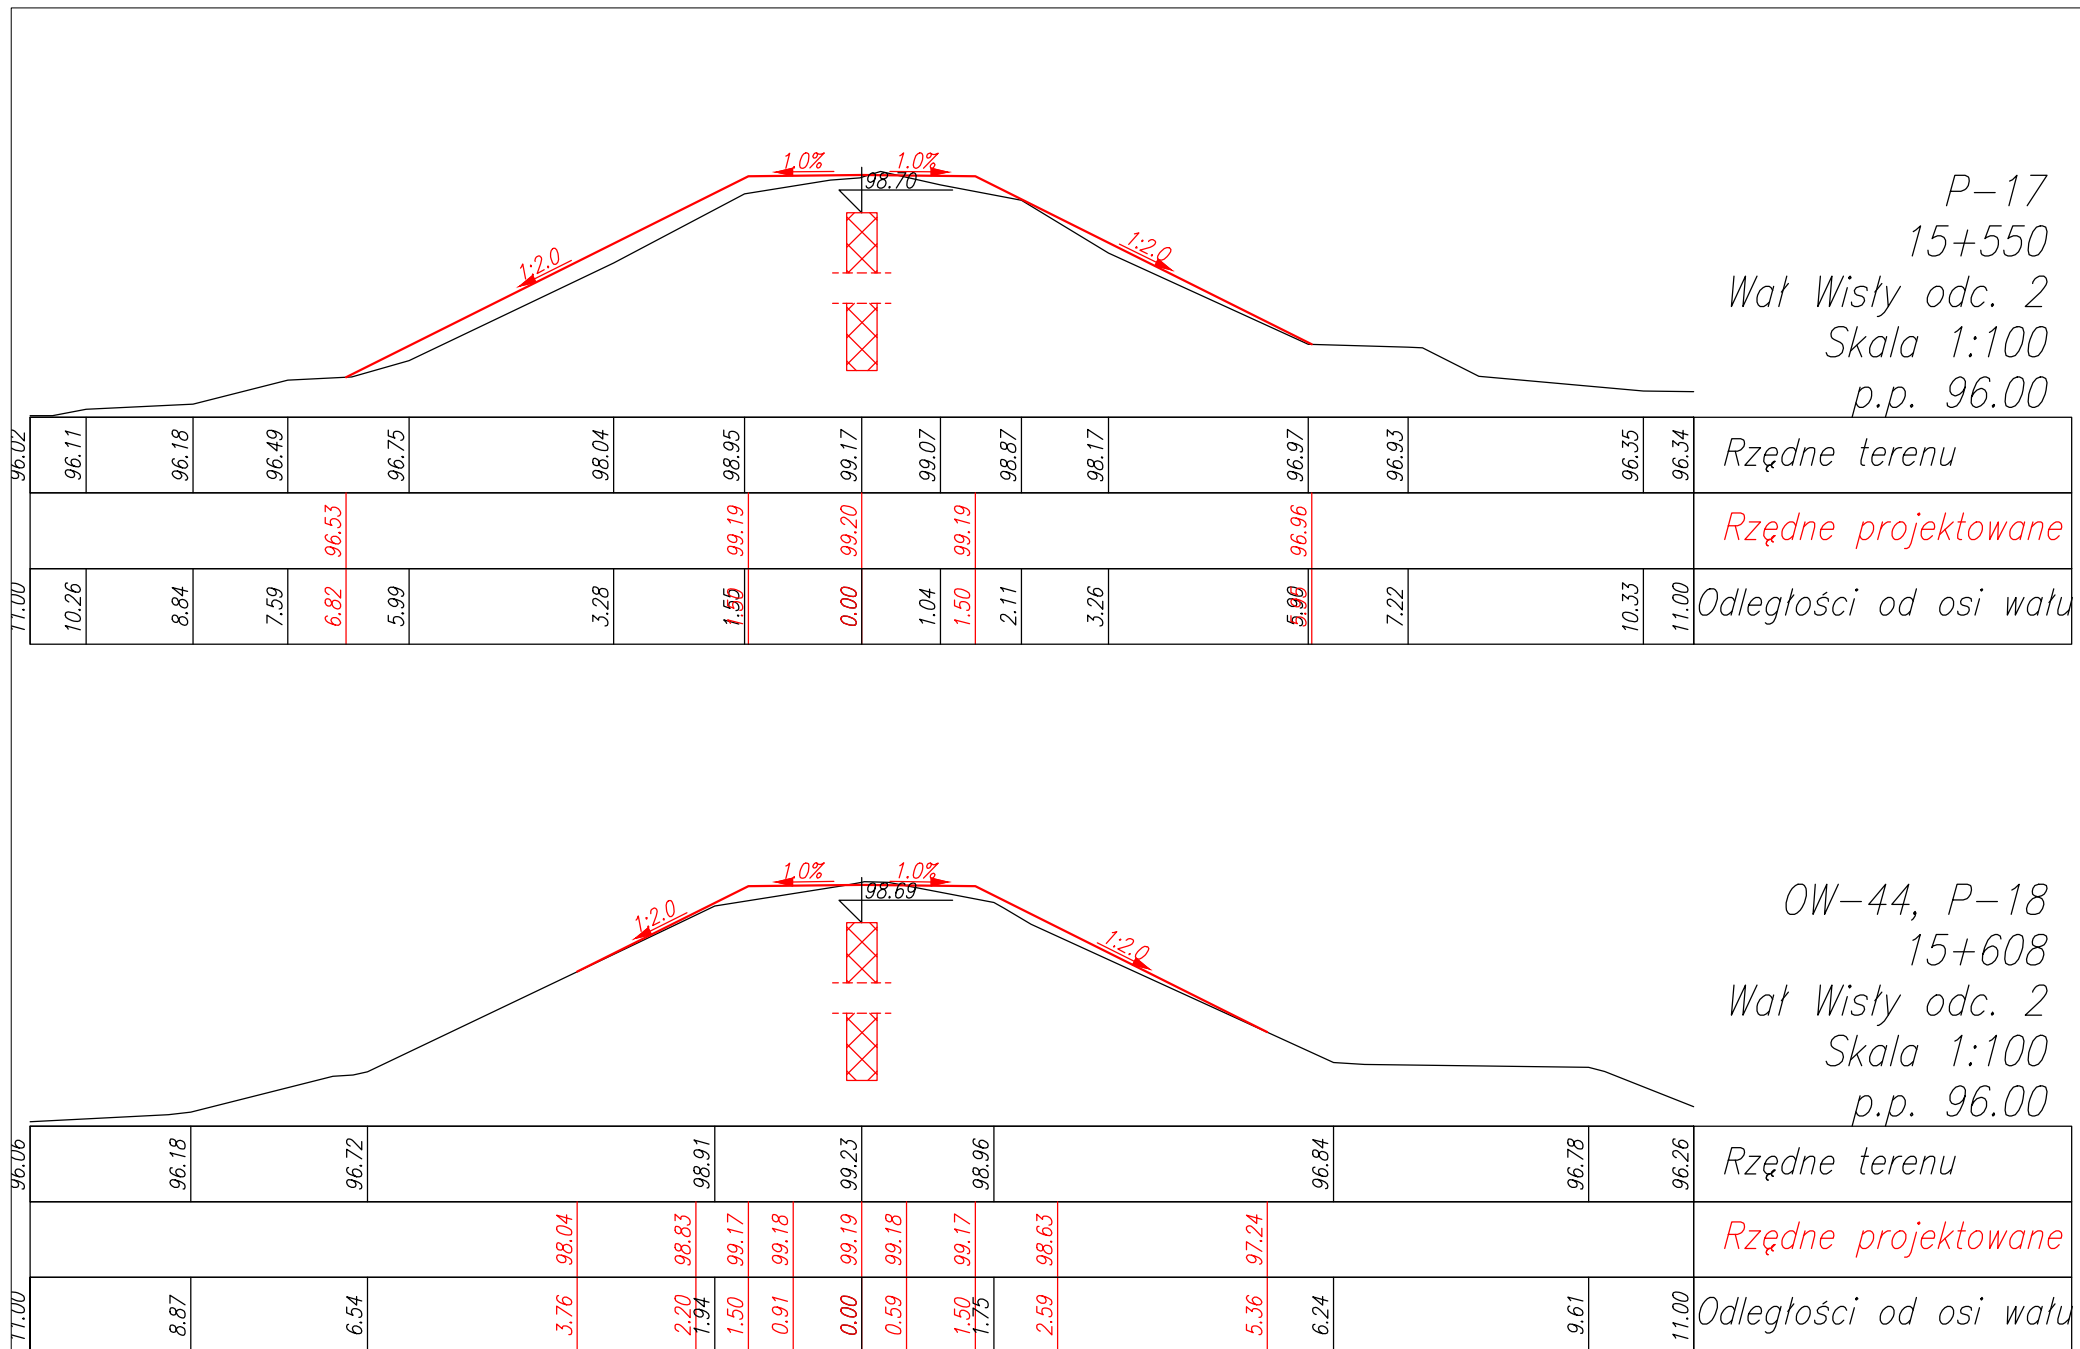 1.0% 1.0%
98.70
1:2.0 1:2.0
P-17
15+550
Wał Wisły odc. 2
Skala 1:100
p.p. 96.00
96.02 96.11 96.18 96.49 96.75 98.04 98.95 99.17 99.07 98.87 98.17 96.97 96.93 96.35 96.34 Rzędne terenu
96.53 99.19 99.20 99.19 96.96 Rzędne projektowane
11.00 10.26 8.84 7.59 6.82 5.99 3.28 1.55 1.50 0.00 1.04 1.50 2.11 3.26 7.22 10.33 11.00 Odległości od osi wału
1.0% 1.0%
98.69
1:2.0 1:2.0
OW-44, P-18
15+608
Wał Wisły odc. 2
Skala 1:100
p.p. 96.00
96.06 96.18 96.72 98.91 99.23 98.96 96.84 96.78 96.26 Rzędne terenu
98.04 98.83 99.17 99.18 99.19 99.18 99.17 98.63 97.24 Rzędne projektowane
11.00 8.87 6.54 3.76 2.20 1.94 1.50 0.91 0.00 0.59 1.50 1.75 2.59 5.36 6.24 9.61 11.00 Odległości od osi wału